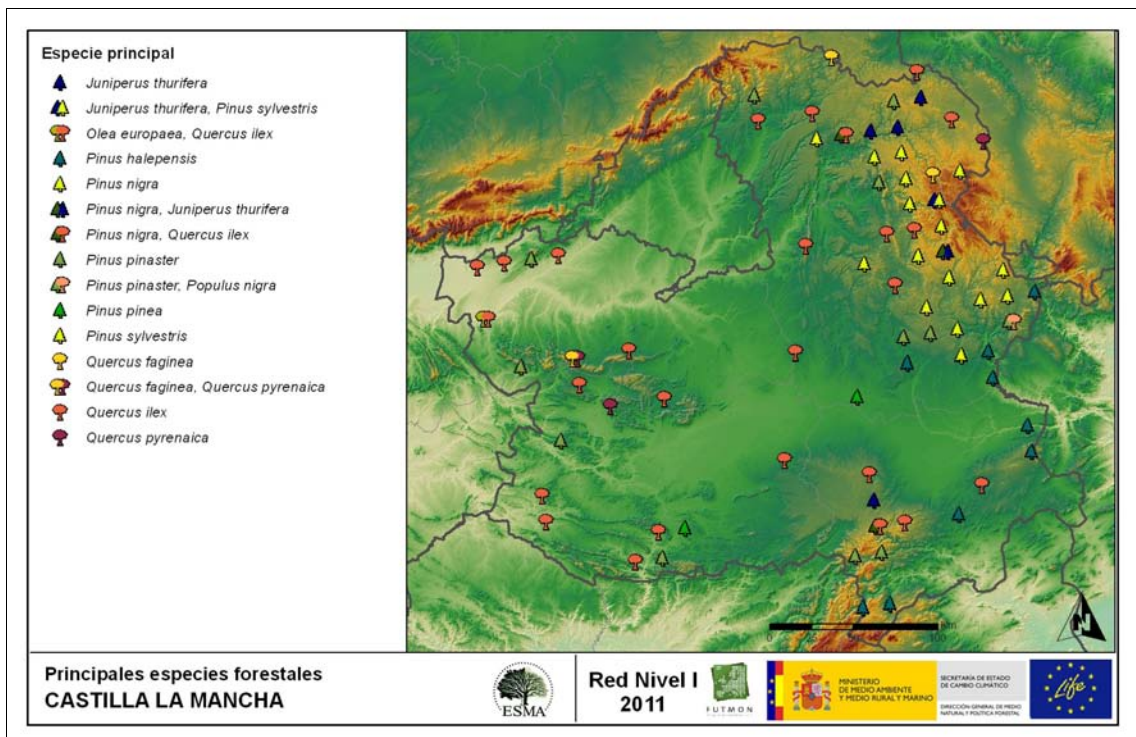 Especie principal
Juniperus thurifera
Juniperus thurifera, Pinus sylvestris
Olea europaea, Quercus ilex
Pinus halepensis
Pinus nigra
Pinus nigra, Juniperus thurifera
Pinus nigra, Quercus ilex
Pinus pinaster
Pinus pinaster, Populus nigra
Pinus pinea
Pinus sylvestris
Quercus faginea
Quercus faginea, Quercus pyrenaica
Quercus ilex
Quercus pyrenaica
Km
0 25 50 100
N
Principales especies forestales
CASTILLA LA MANCHA
ESMA
Red Nivel I
2011
FUTMON
MINISTERIO
DE MEDIO AMBIENTE
Y MEDIO RURAL Y MARINO
SECRETARÍA DE ESTADO
DE CAMBIO CLIMÁTICO
DIRECCIÓN GENERAL DE MEDIO
NATURAL Y POLÍTICA FORESTAL
Life